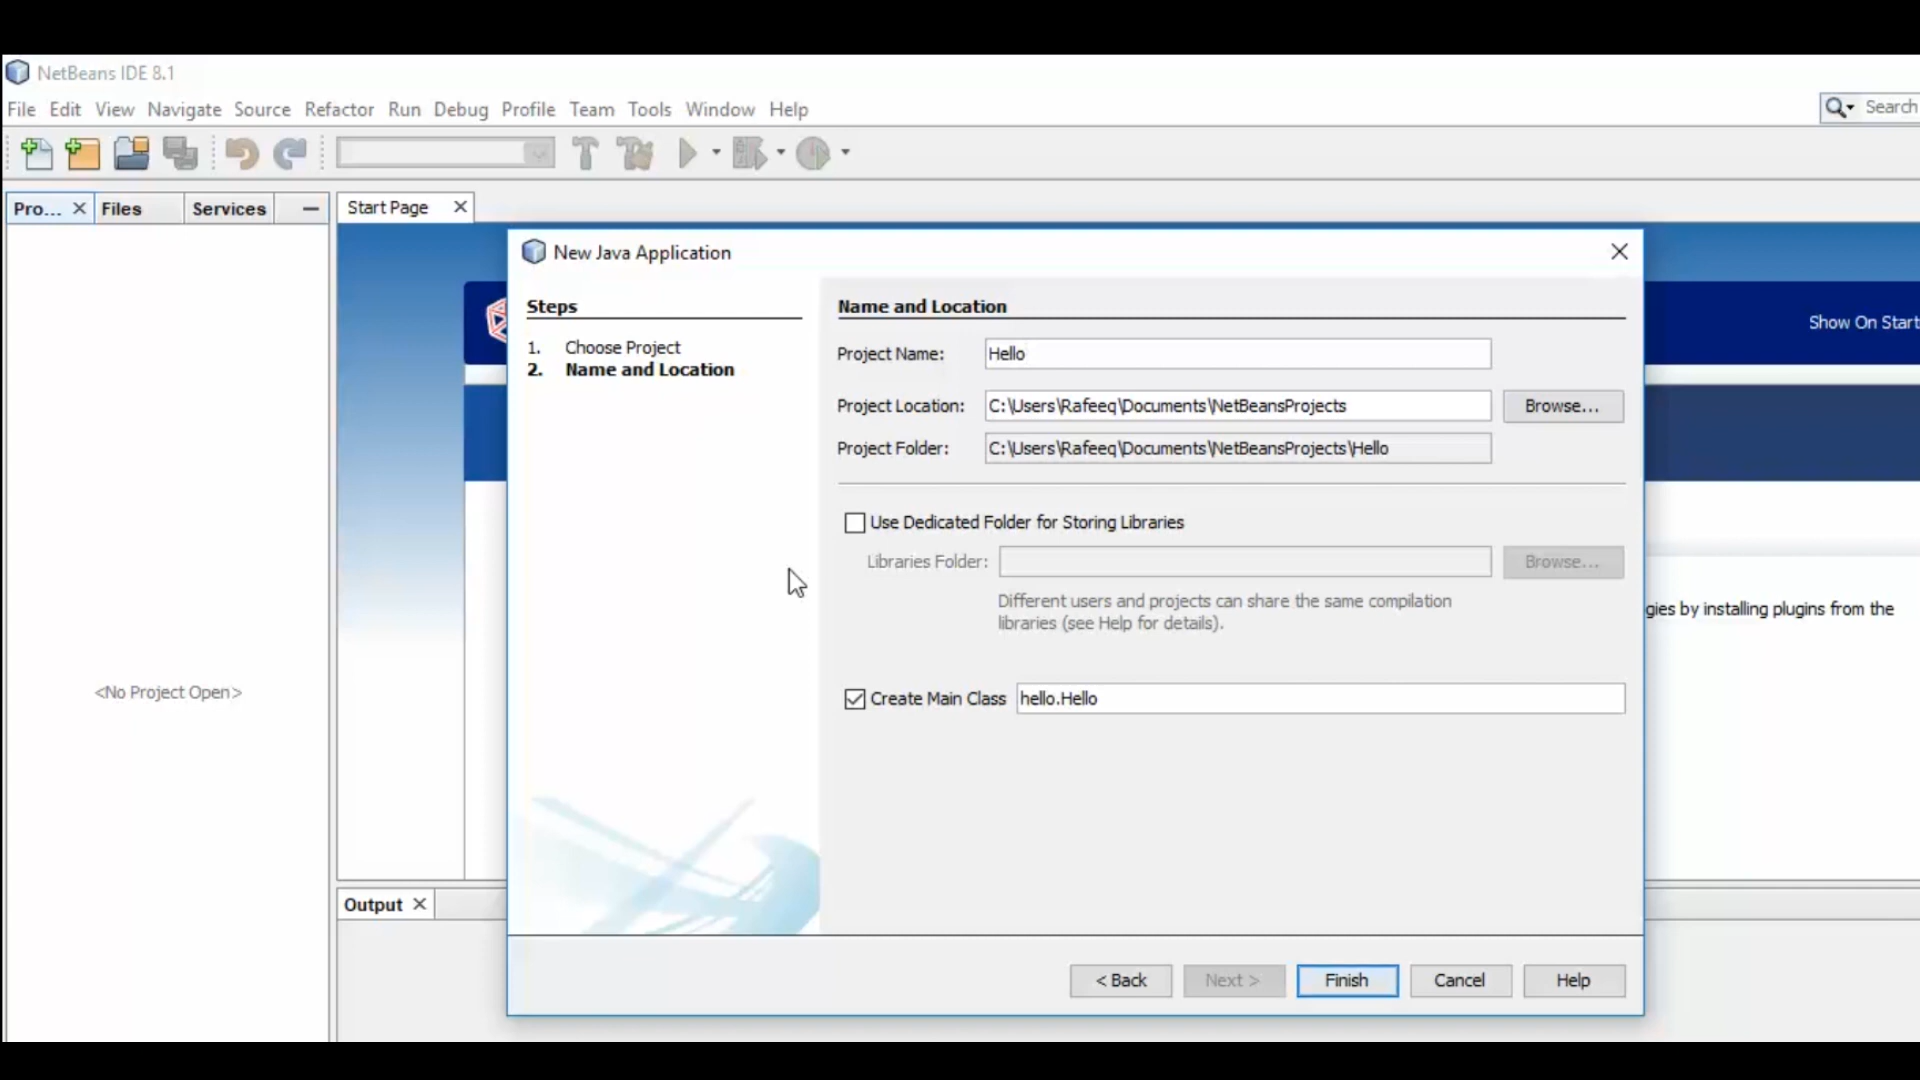 NetBeans IDE 8.1
File Edit View Navigate Source Refactor Run Debug Profile Team Tools Window Help
Search
Pro... Files Services
Start Page
New Java Application
Steps
1. Choose Project
2. Name and Location
Name and Location
Project Name: Hello
Project Location: C:\Users\Rafeeq\Documents\NetBeansProjects Browse...
Project Folder: C:\Users\Rafeeq\Documents\NetBeansProjects\Hello
Use Dedicated Folder for Storing Libraries
Libraries Folder: Browse...
Different users and projects can share the same compilation
libraries (see Help for details).
Create Main Class hello.Hello
Show On Start
gies by installing plugins from the
<No Project Open>
Output
< Back Next > Finish Cancel Help